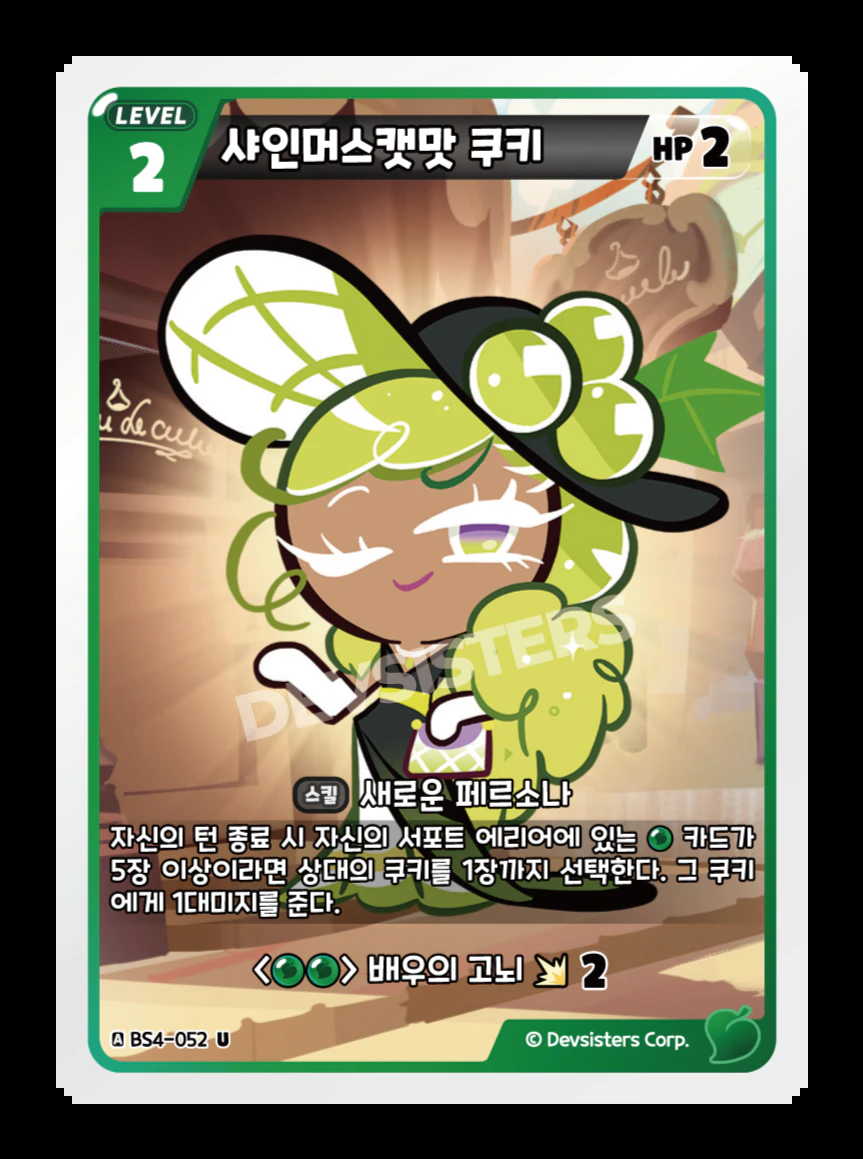 LEVEL
2
샤인머스캣맛 쿠키
HP 2
DEVSISTERS
스킬 새로운 페르소나
자신의 턴 종료 시 자신의 서포트 에리어에 있는 카드가
5장 이상이라면 상대의 쿠키를 1장까지 선택한다. 그 쿠키
에게 1대미지를 준다.
< > 배우의 고뇌 2
A BS4-052 U
© Devsisters Corp.